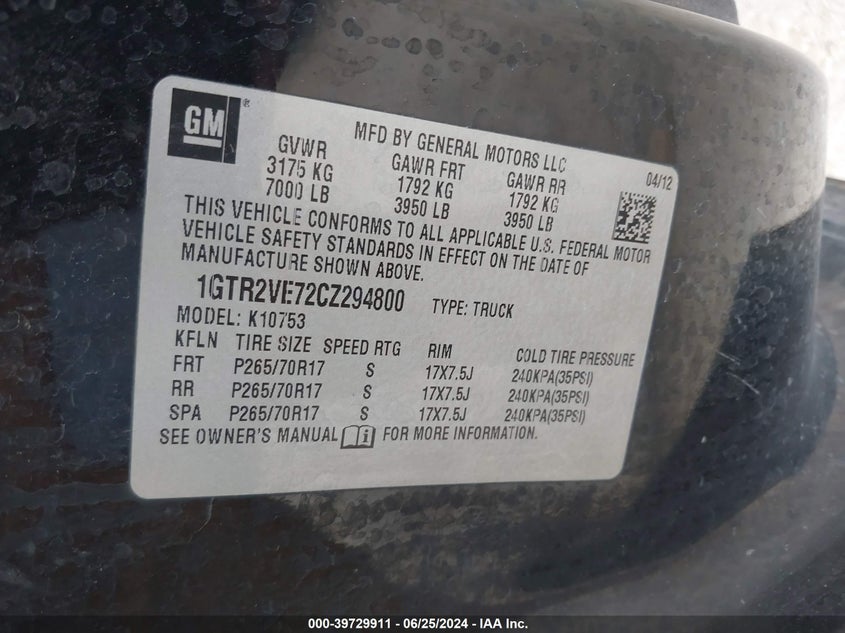 GM ®
MFD BY GENERAL MOTORS LLC
04/12
GVWR GAWR FRT GAWR RR
3175 KG 1792 KG 1792 KG
7000 LB 3950 LB 3950 LB
THIS VEHICLE CONFORMS TO ALL APPLICABLE U.S. FEDERAL MOTOR
VEHICLE SAFETY STANDARDS IN EFFECT ON THE DATE OF
MANUFACTURE SHOWN ABOVE.
1GTR2VE72CZ294800 TYPE: TRUCK
MODEL: K10753
KFLN TIRE SIZE SPEED RTG RIM COLD TIRE PRESSURE
FRT P265/70R17 S 17X7.5J 240KPA(35PSI)
RR P265/70R17 S 17X7.5J 240KPA(35PSI)
SPA P265/70R17 S 17X7.5J 240KPA(35PSI)
SEE OWNER'S MANUAL i FOR MORE INFORMATION.
000-39729911 - 06/25/2024 - IAA Inc.